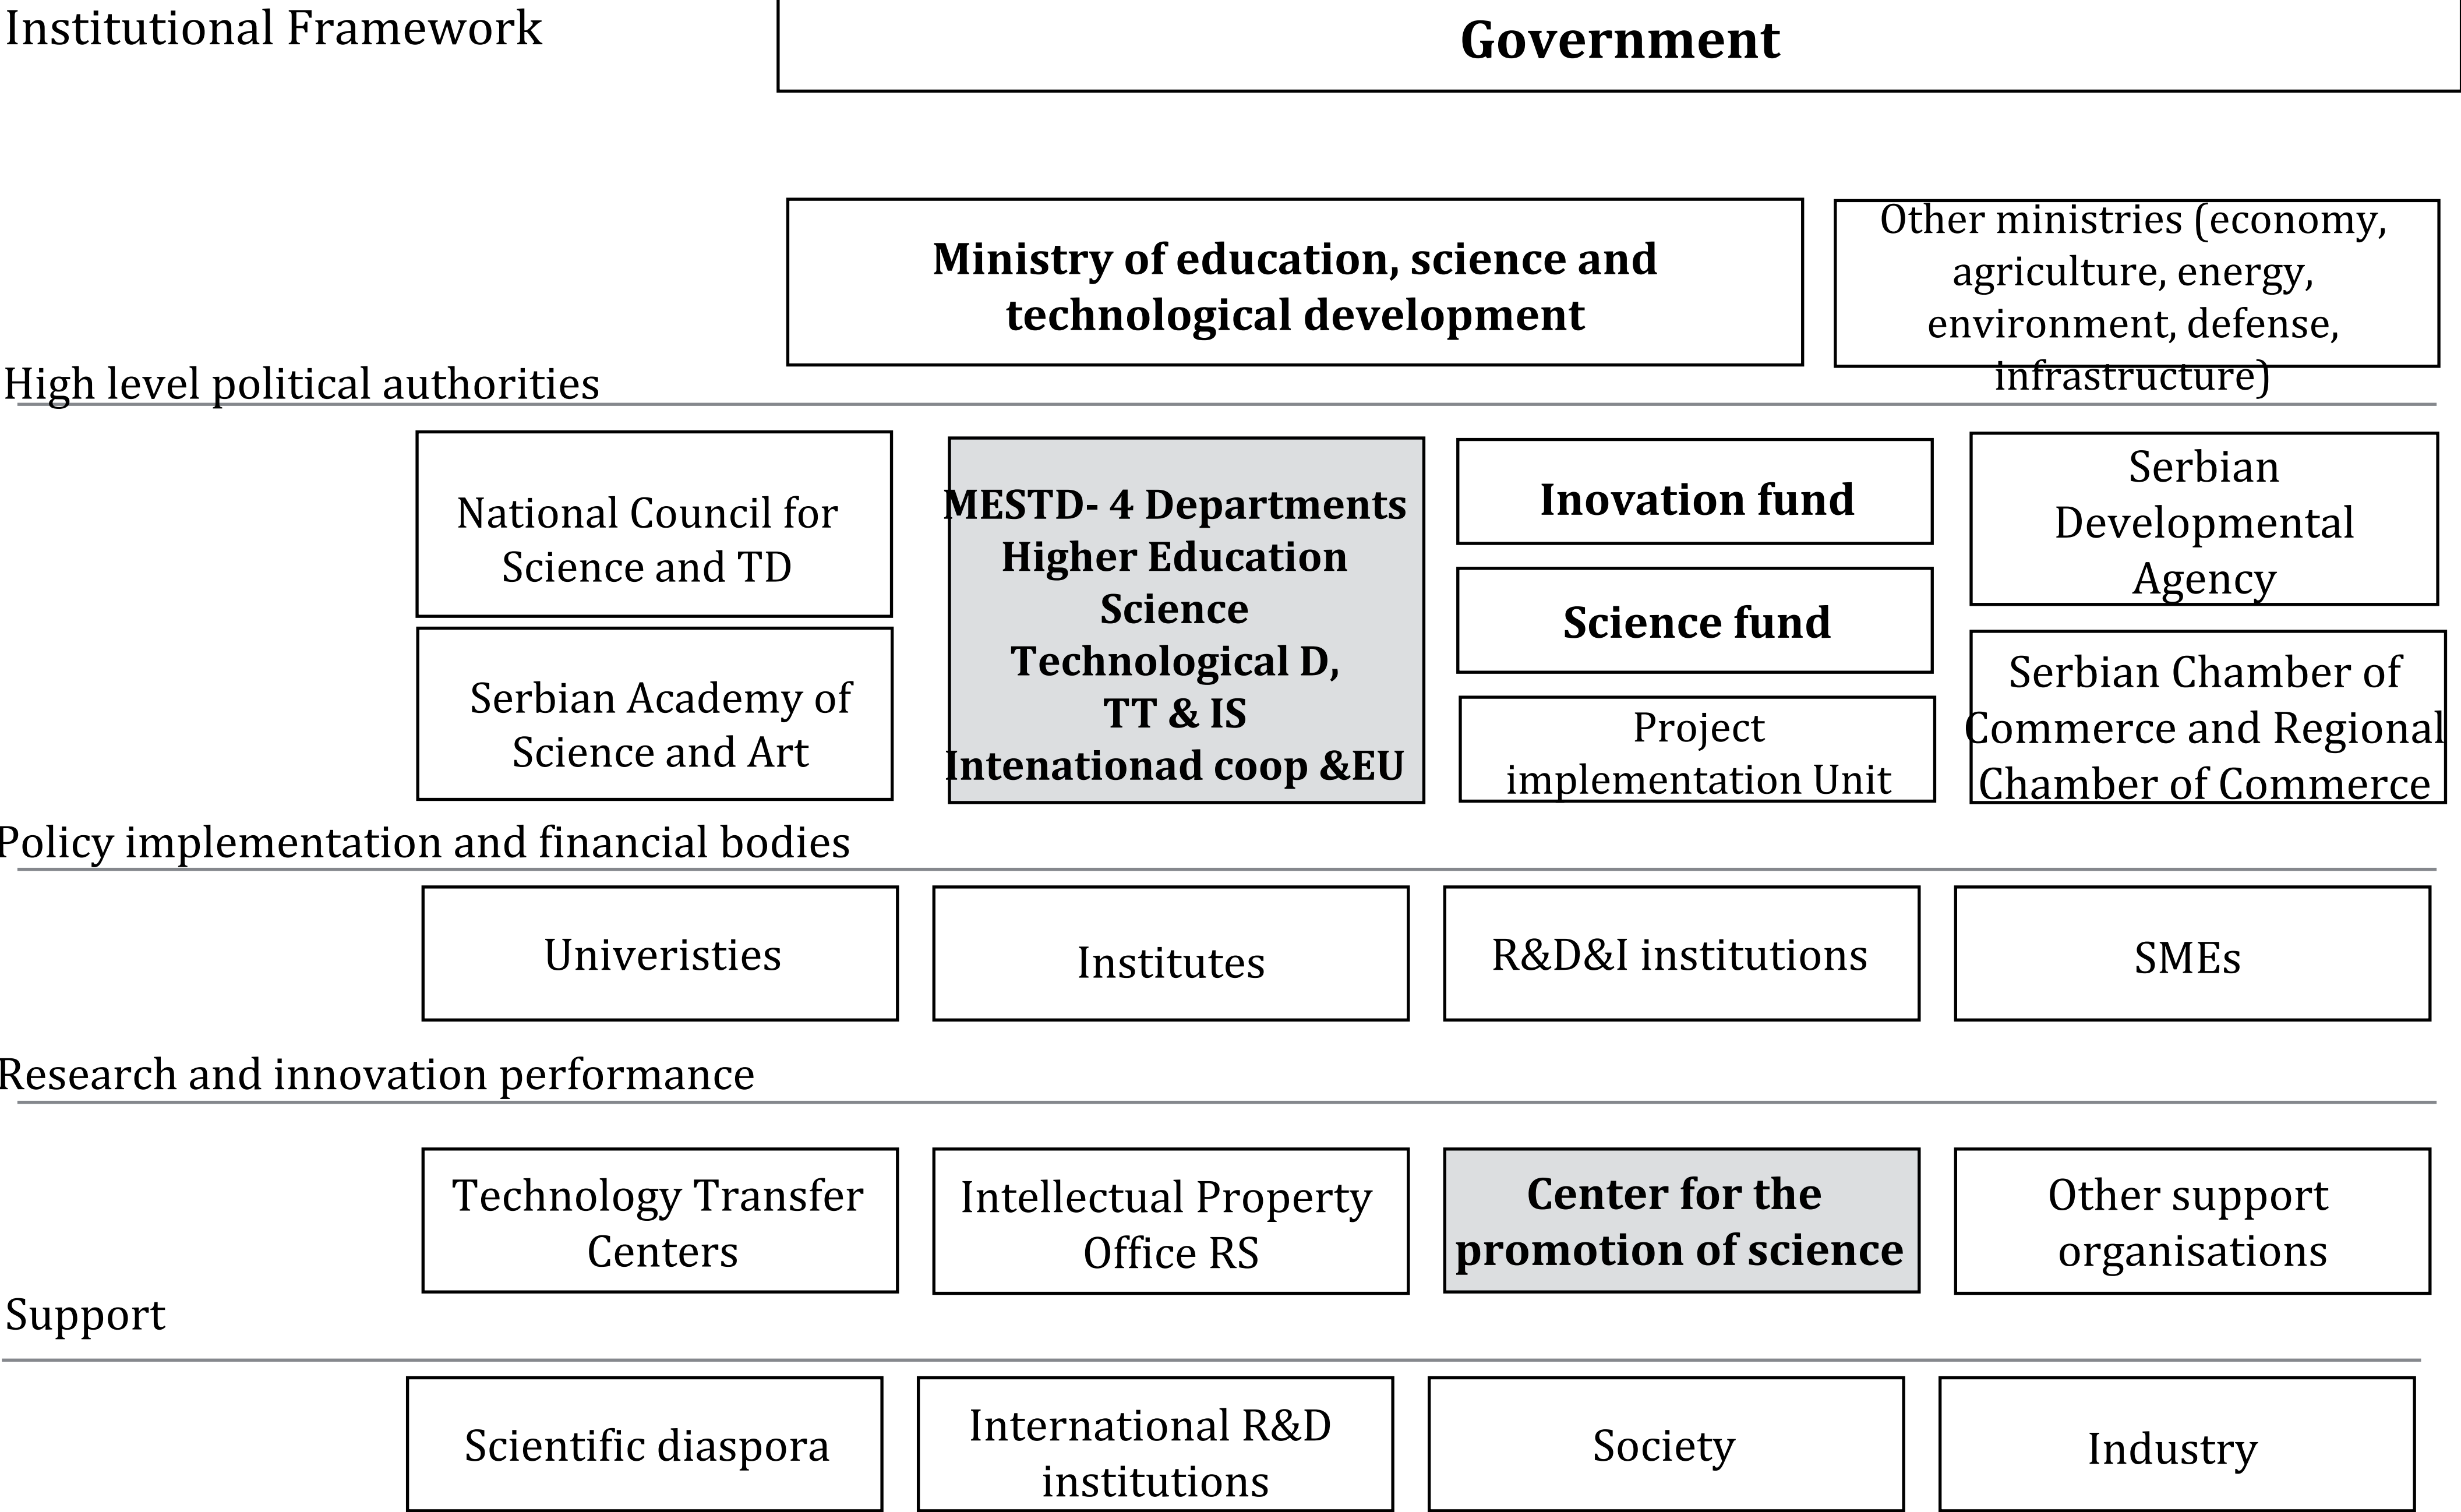 Institutional Framework
Government
Ministry of education, science and
technological development
Other ministries (economy,
agriculture, energy,
environment, defense,
infrastructure)
High level political authorities
National Council for
Science and TD
Serbian Academy of
Science and Art
MESTD- 4 Departments
Higher Education
Science
Technological D,
TT & IS
Intenationad coop &EU
Inovation fund
Science fund
Project
implementation Unit
Serbian
Developmental
Agency
Serbian Chamber of
Commerce and Regional
Chamber of Commerce
Policy implementation and financial bodies
Univeristies
Institutes
R&D&I institutions
SMEs
Research and innovation performance
Technology Transfer
Centers
Intellectual Property
Office RS
Center for the
promotion of science
Other support
organisations
Support
Scientific diaspora
International R&D
institutions
Society
Industry